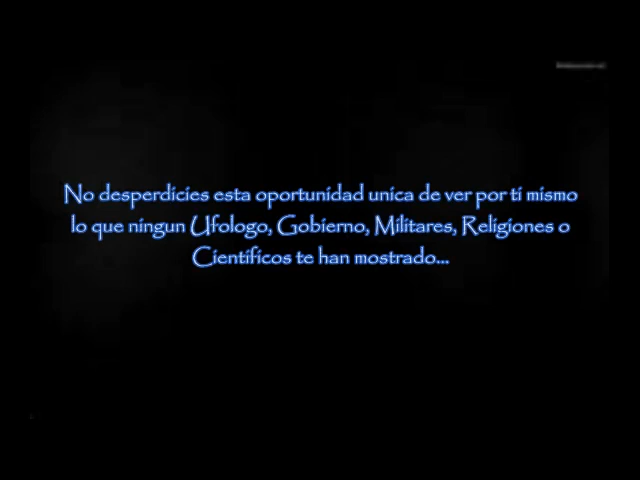 No desperdicies esta oportunidad unica de ver por ti mismo
lo que ningun Ufologo, Gobierno, Militares, Religiones o
Científicos te han mostrado...